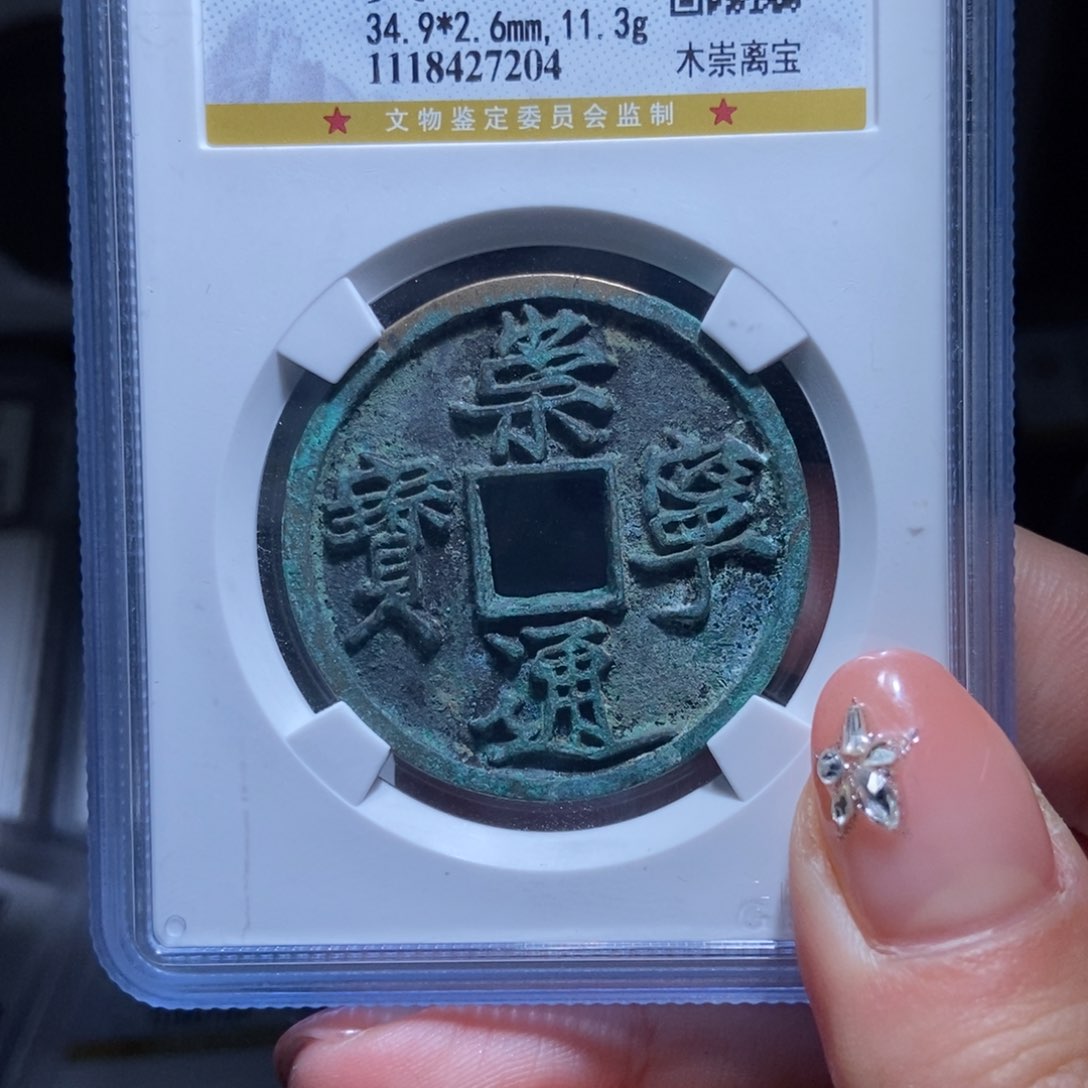 34.9*2.6mm, 11.3g
1118427204
木崇离宝
★ 文物鉴定委员会监制 ★
崇
寧
通
寳